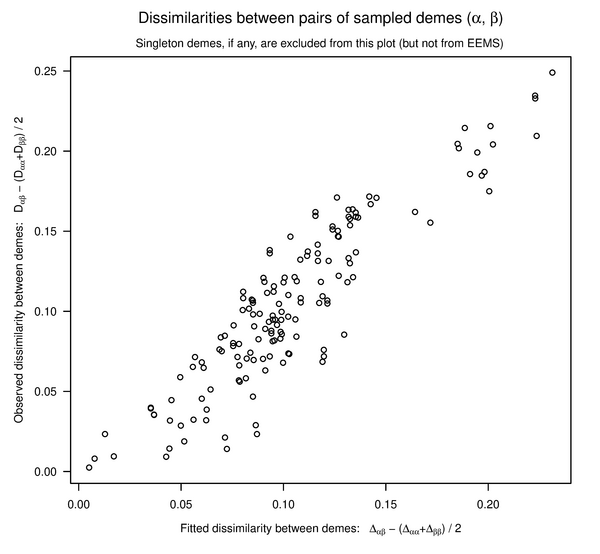 Dissimilarities between pairs of sampled demes (α, β)
Singleton demes, if any, are excluded from this plot (but not from EEMS)
Observed dissimilarity between demes: Dαβ − (Dαα+Dββ) / 2
0.25
0.20
0.15
0.10
0.05
0.00
0.00 0.05 0.10 0.15 0.20
Fitted dissimilarity between demes: Δαβ − (Δαα+Δββ) / 2